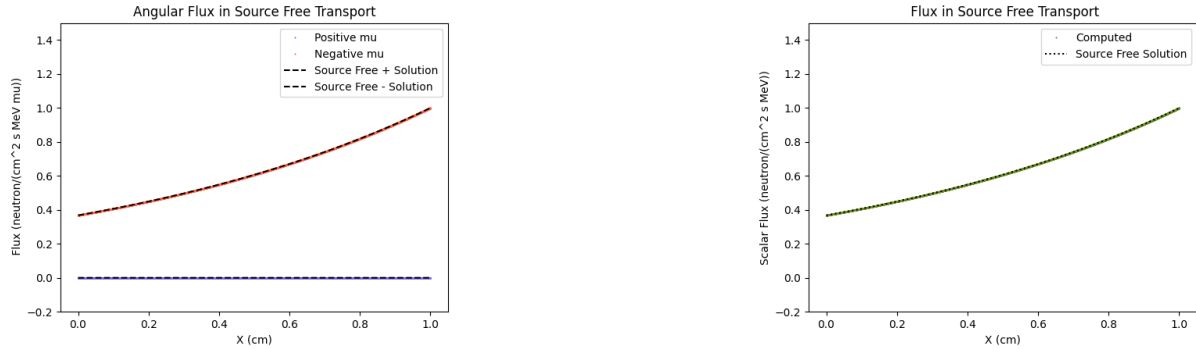 Angular Flux in Source Free Transport
Flux (neutron/(cm^2 s MeV mu))
1.4
1.2
1.0
0.8
0.6
0.4
0.2
0.0
−0.2
Positive mu
Negative mu
Source Free + Solution
Source Free - Solution
0.0 0.2 0.4 0.6 0.8 1.0
X (cm)
Flux in Source Free Transport
Scalar Flux (neutron/(cm^2 s MeV))
1.4
1.2
1.0
0.8
0.6
0.4
0.2
0.0
−0.2
Computed
Source Free Solution
0.0 0.2 0.4 0.6 0.8 1.0
X (cm)